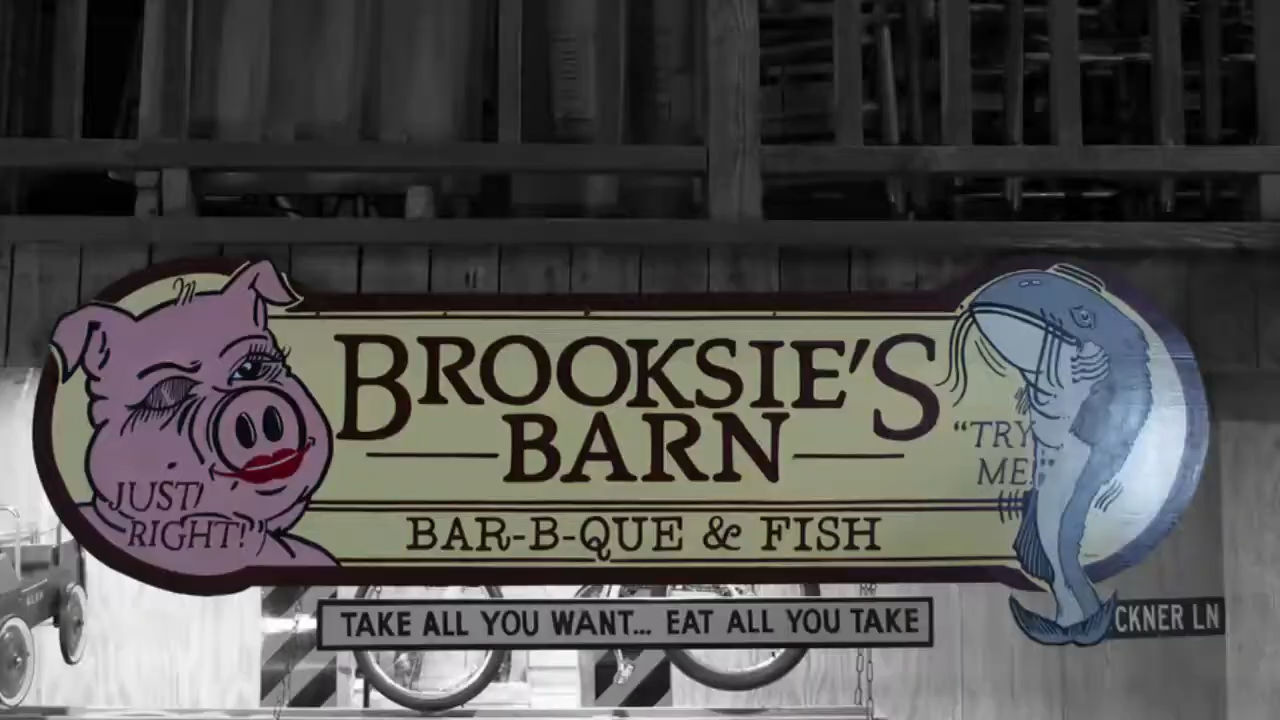 BROOKSIE'S
BARN
BAR-B-QUE & FISH
JUST
RIGHT!"
"TRY
ME!"
TAKE ALL YOU WANT... EAT ALL YOU TAKE
CKNER LN